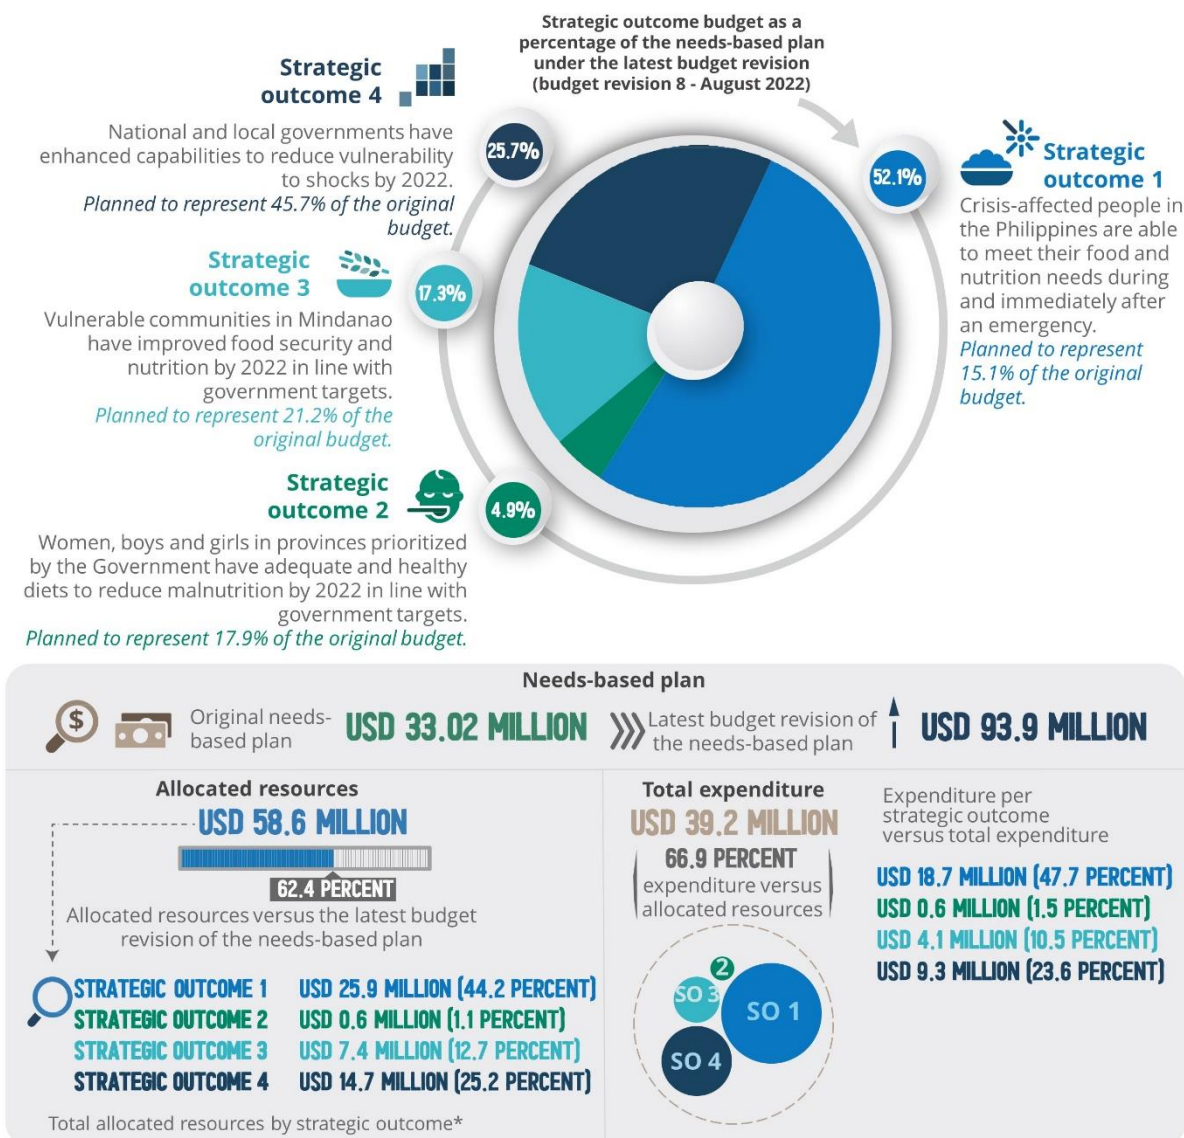 Strategic outcome budget as a
percentage of the needs-based plan
under the latest budget revision
(budget revision 8 - August 2022)
Strategic
outcome 4
25.7%
National and local governments have
enhanced capabilities to reduce vulnerability
to shocks by 2022.
Planned to represent 45.7% of the original
budget.
52.1%
Strategic
outcome 1
Crisis-affected people in
the Philippines are able
to meet their food and
nutrition needs during
and immediately after
an emergency.
Planned to represent
15.1% of the original
budget.
Strategic
outcome 3
17.3%
Vulnerable communities in Mindanao
have improved food security and
nutrition by 2022 in line with
government targets.
Planned to represent 21.2% of the
original budget.
Strategic
outcome 2
4.9%
Women, boys and girls in provinces prioritized
by the Government have adequate and healthy
diets to reduce malnutrition by 2022 in line with
government targets.
Planned to represent 17.9% of the original budget.
Needs-based plan
$
Original needs-
based plan
USD 33.02 MILLION
Latest budget revision of
the needs-based plan
USD 93.9 MILLION
Allocated resources
USD 58.6 MILLION
62.4 PERCENT
Allocated resources versus the latest budget
revision of the needs-based plan
STRATEGIC OUTCOME 1 USD 25.9 MILLION (44.2 PERCENT)
STRATEGIC OUTCOME 2 USD 0.6 MILLION (1.1 PERCENT)
STRATEGIC OUTCOME 3 USD 7.4 MILLION (12.7 PERCENT)
STRATEGIC OUTCOME 4 USD 14.7 MILLION (25.2 PERCENT)
Total allocated resources by strategic outcome*
Total expenditure
USD 39.2 MILLION
66.9 PERCENT
expenditure versus
allocated resources
2
SO 3
SO 1
SO 4
Expenditure per
strategic outcome
versus total expenditure
USD 18.7 MILLION (47.7 PERCENT)
USD 0.6 MILLION (1.5 PERCENT)
USD 4.1 MILLION (10.5 PERCENT)
USD 9.3 MILLION (23.6 PERCENT)